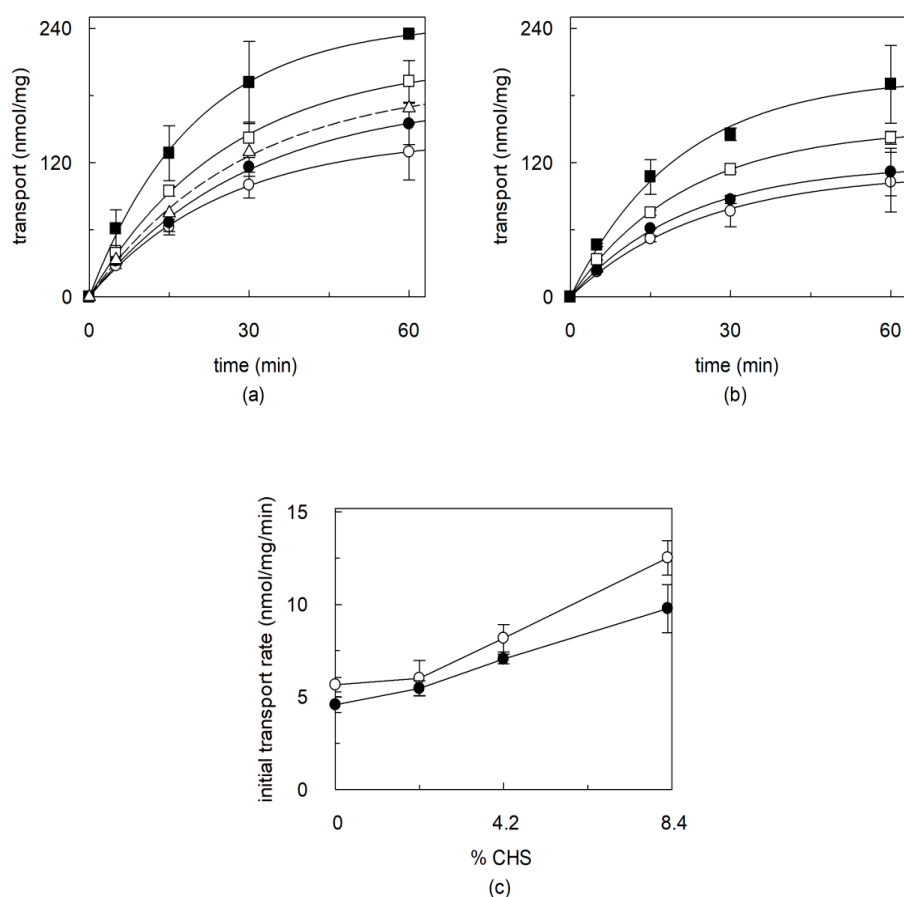 240
120
0
transport (nmol/mg)
0 30 60
time (min)
(a)
240
120
0
transport (nmol/mg)
0 30 60
time (min)
(b)
15
10
5
0
initial transport rate (nmol/mg/min)
0 4.2 8.4
% CHS
(c)